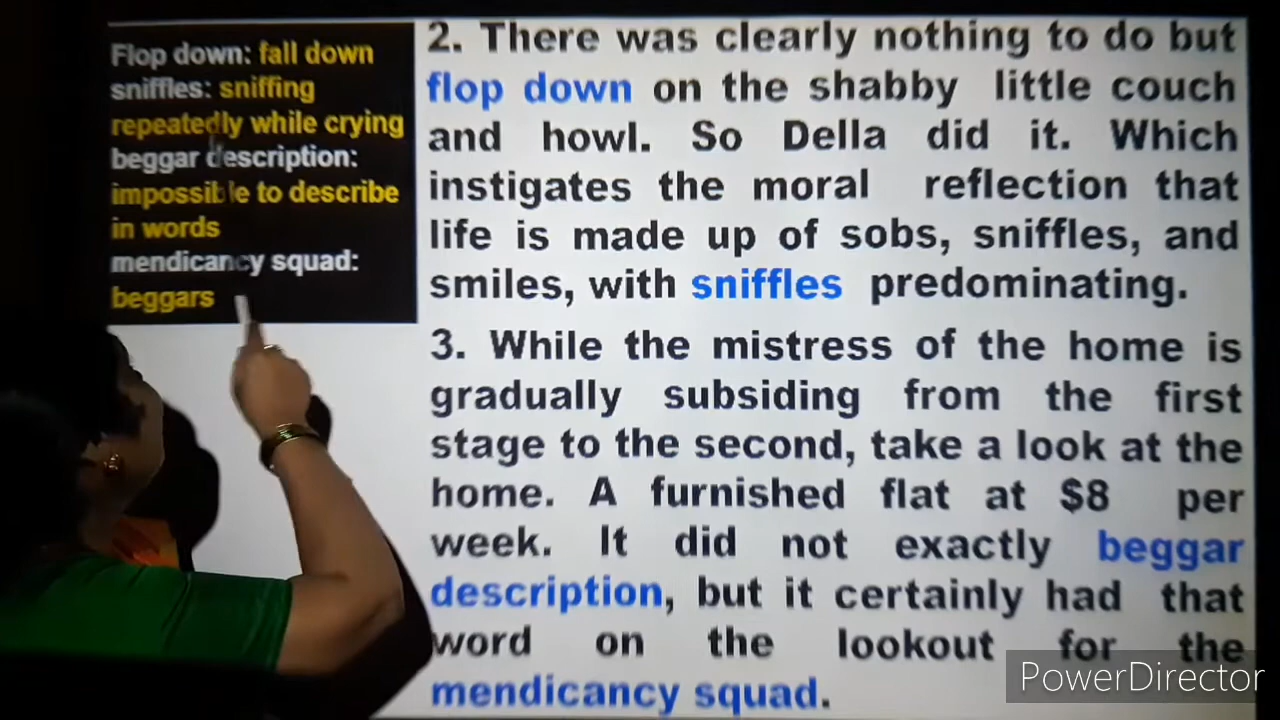 Flop down: fall down
sniffles: sniffing
repeatedly while crying
beggar description:
impossible to describe
in words
mendicancy squad:
beggars
2. There was clearly nothing to do but
flop down on the shabby little couch
and howl. So Della did it. Which
instigates the moral reflection that
life is made up of sobs, sniffles, and
smiles, with sniffles predominating.
3. While the mistress of the home is
gradually subsiding from the first
stage to the second, take a look at the
home. A furnished flat at $8 per
week. It did not exactly beggar
description, but it certainly had that
word on the lookout for the
mendicancy squad.
PowerDirector